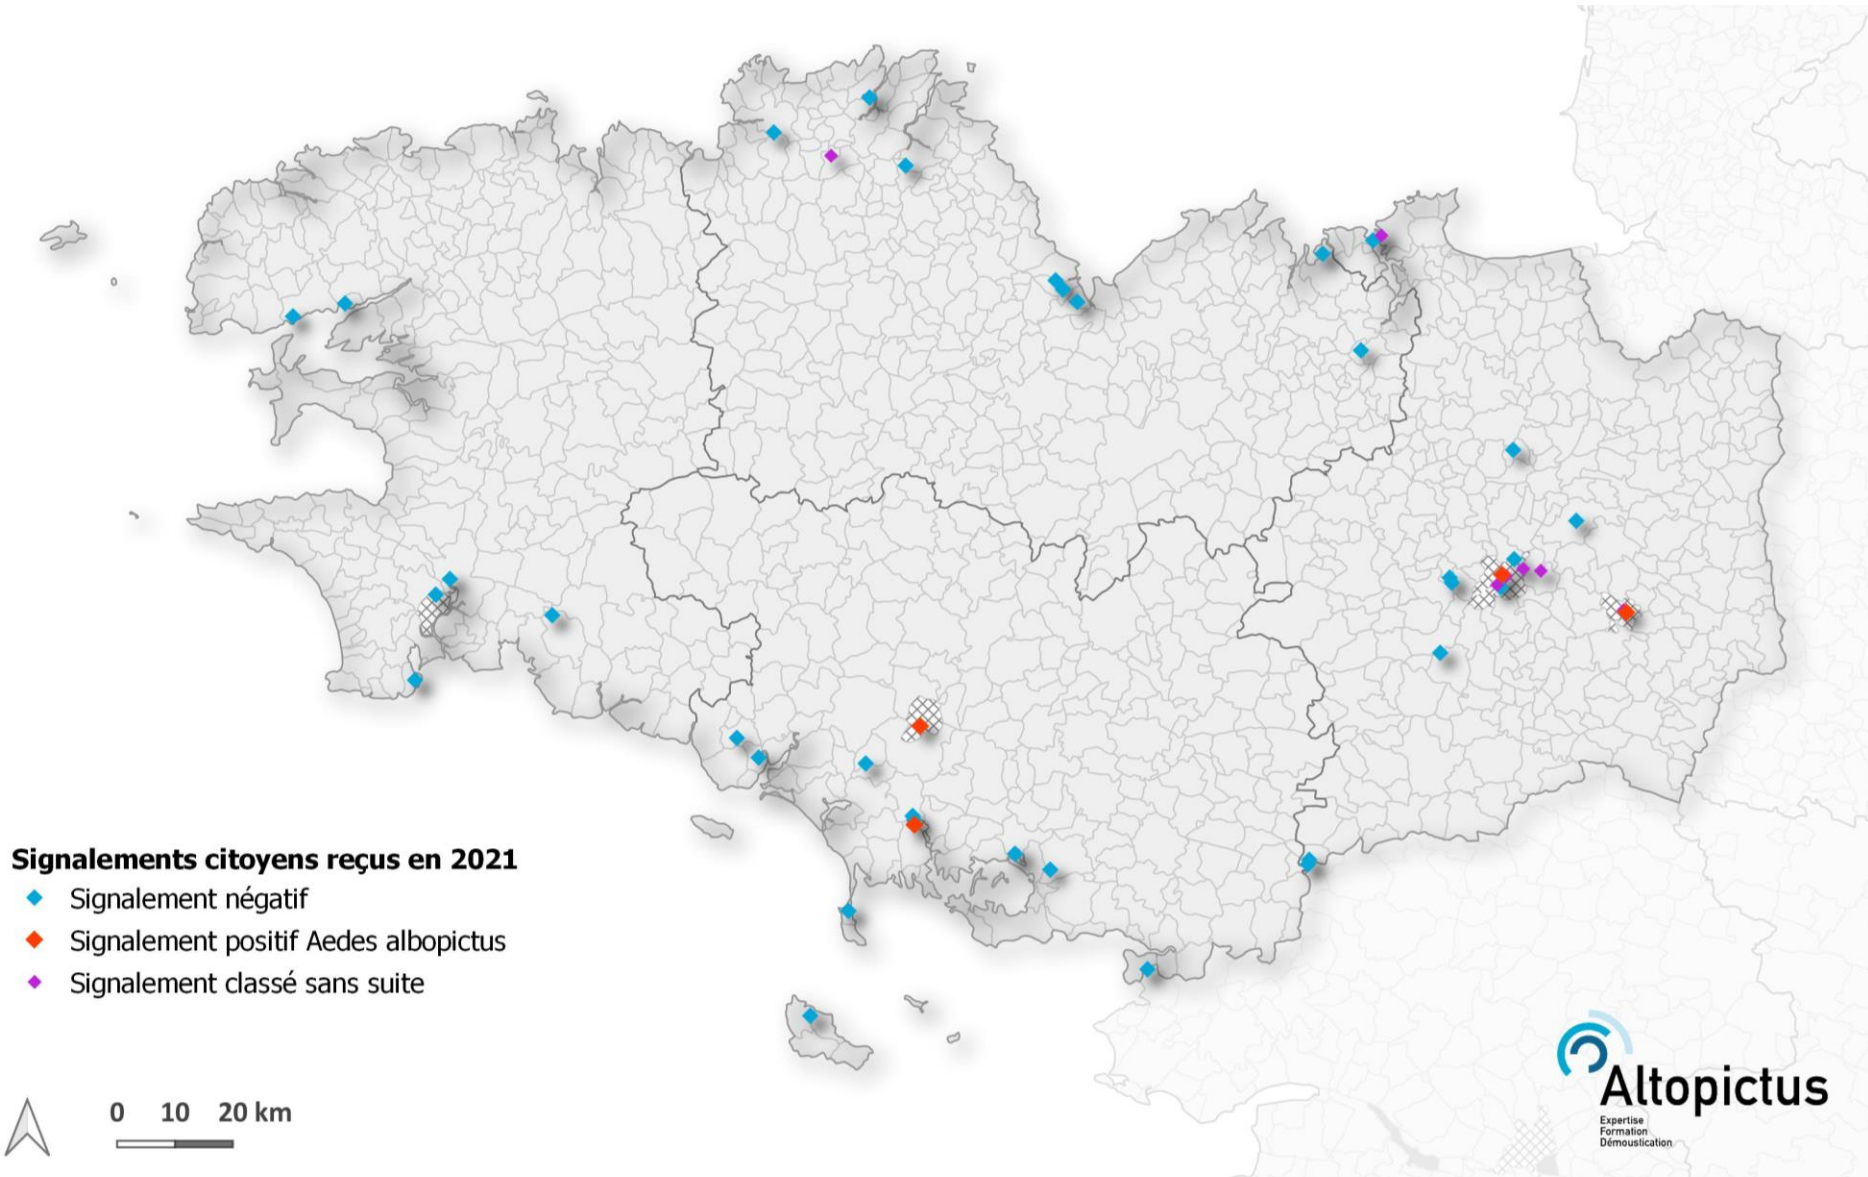 Signalements citoyens reçus en 2021
Signalement négatif
Signalement positif Aedes albopictus
Signalement classé sans suite
0 10 20 km
Altopictus
Expertise
Formation
Démoustication